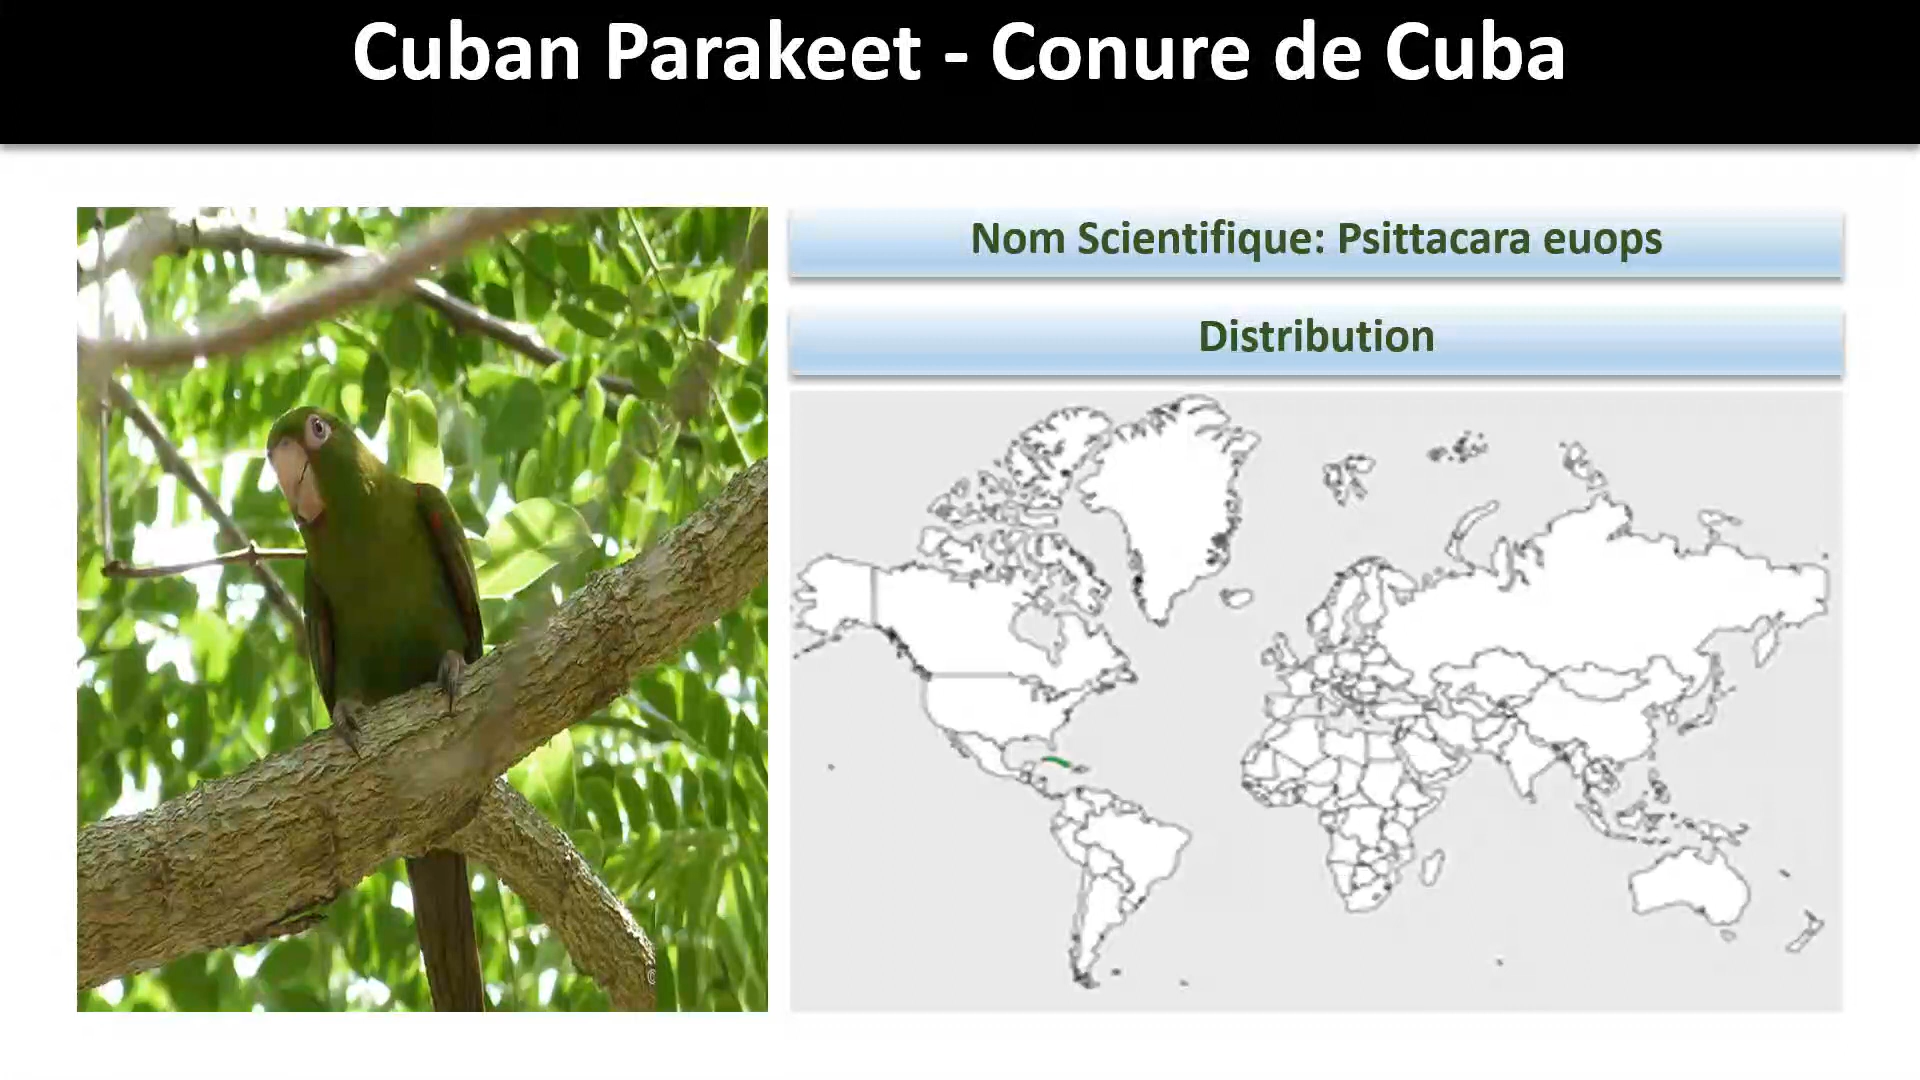 Cuban Parakeet - Conure de Cuba
Nom Scientifique: Psittacara euops
Distribution